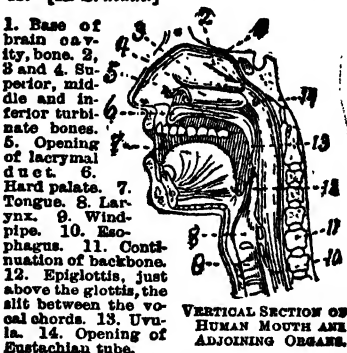 1. Base of
brain cav-
ity, bone. 2,
3 and 4. Su-
perior, mid-
dle and in-
ferior turbi-
nate bones.
5. Opening
of lacrymal
duct. 6.
Hard palate. 7.
Tongue. 8. Lar-
ynx. 9. Wind-
pipe. 10. Eso-
phagus. 11. Conti-
nuation of backbone.
12. Epiglottis, just
above the glottis, the
slit between the vo-
cal chords. 13. Uvu-
la. 14. Opening of
Eustachian tube.
3
2
1
4
5
6
7
14
13
12
8
11
9
10
VERTICAL SECTION OF
HUMAN MOUTH AND
ADJOINING ORGANS.